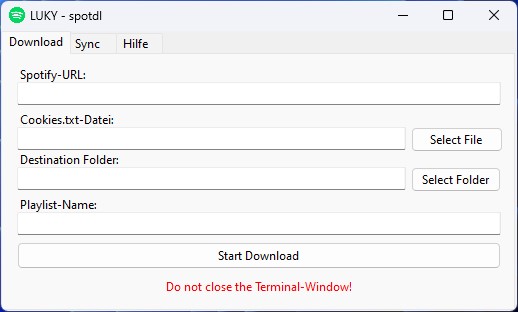 LUKY - spotdl
Download Sync Hilfe
Spotify-URL:
Cookies.txt-Datei:
Select File
Destination Folder:
Select Folder
Playlist-Name:
Start Download
Do not close the Terminal-Window!